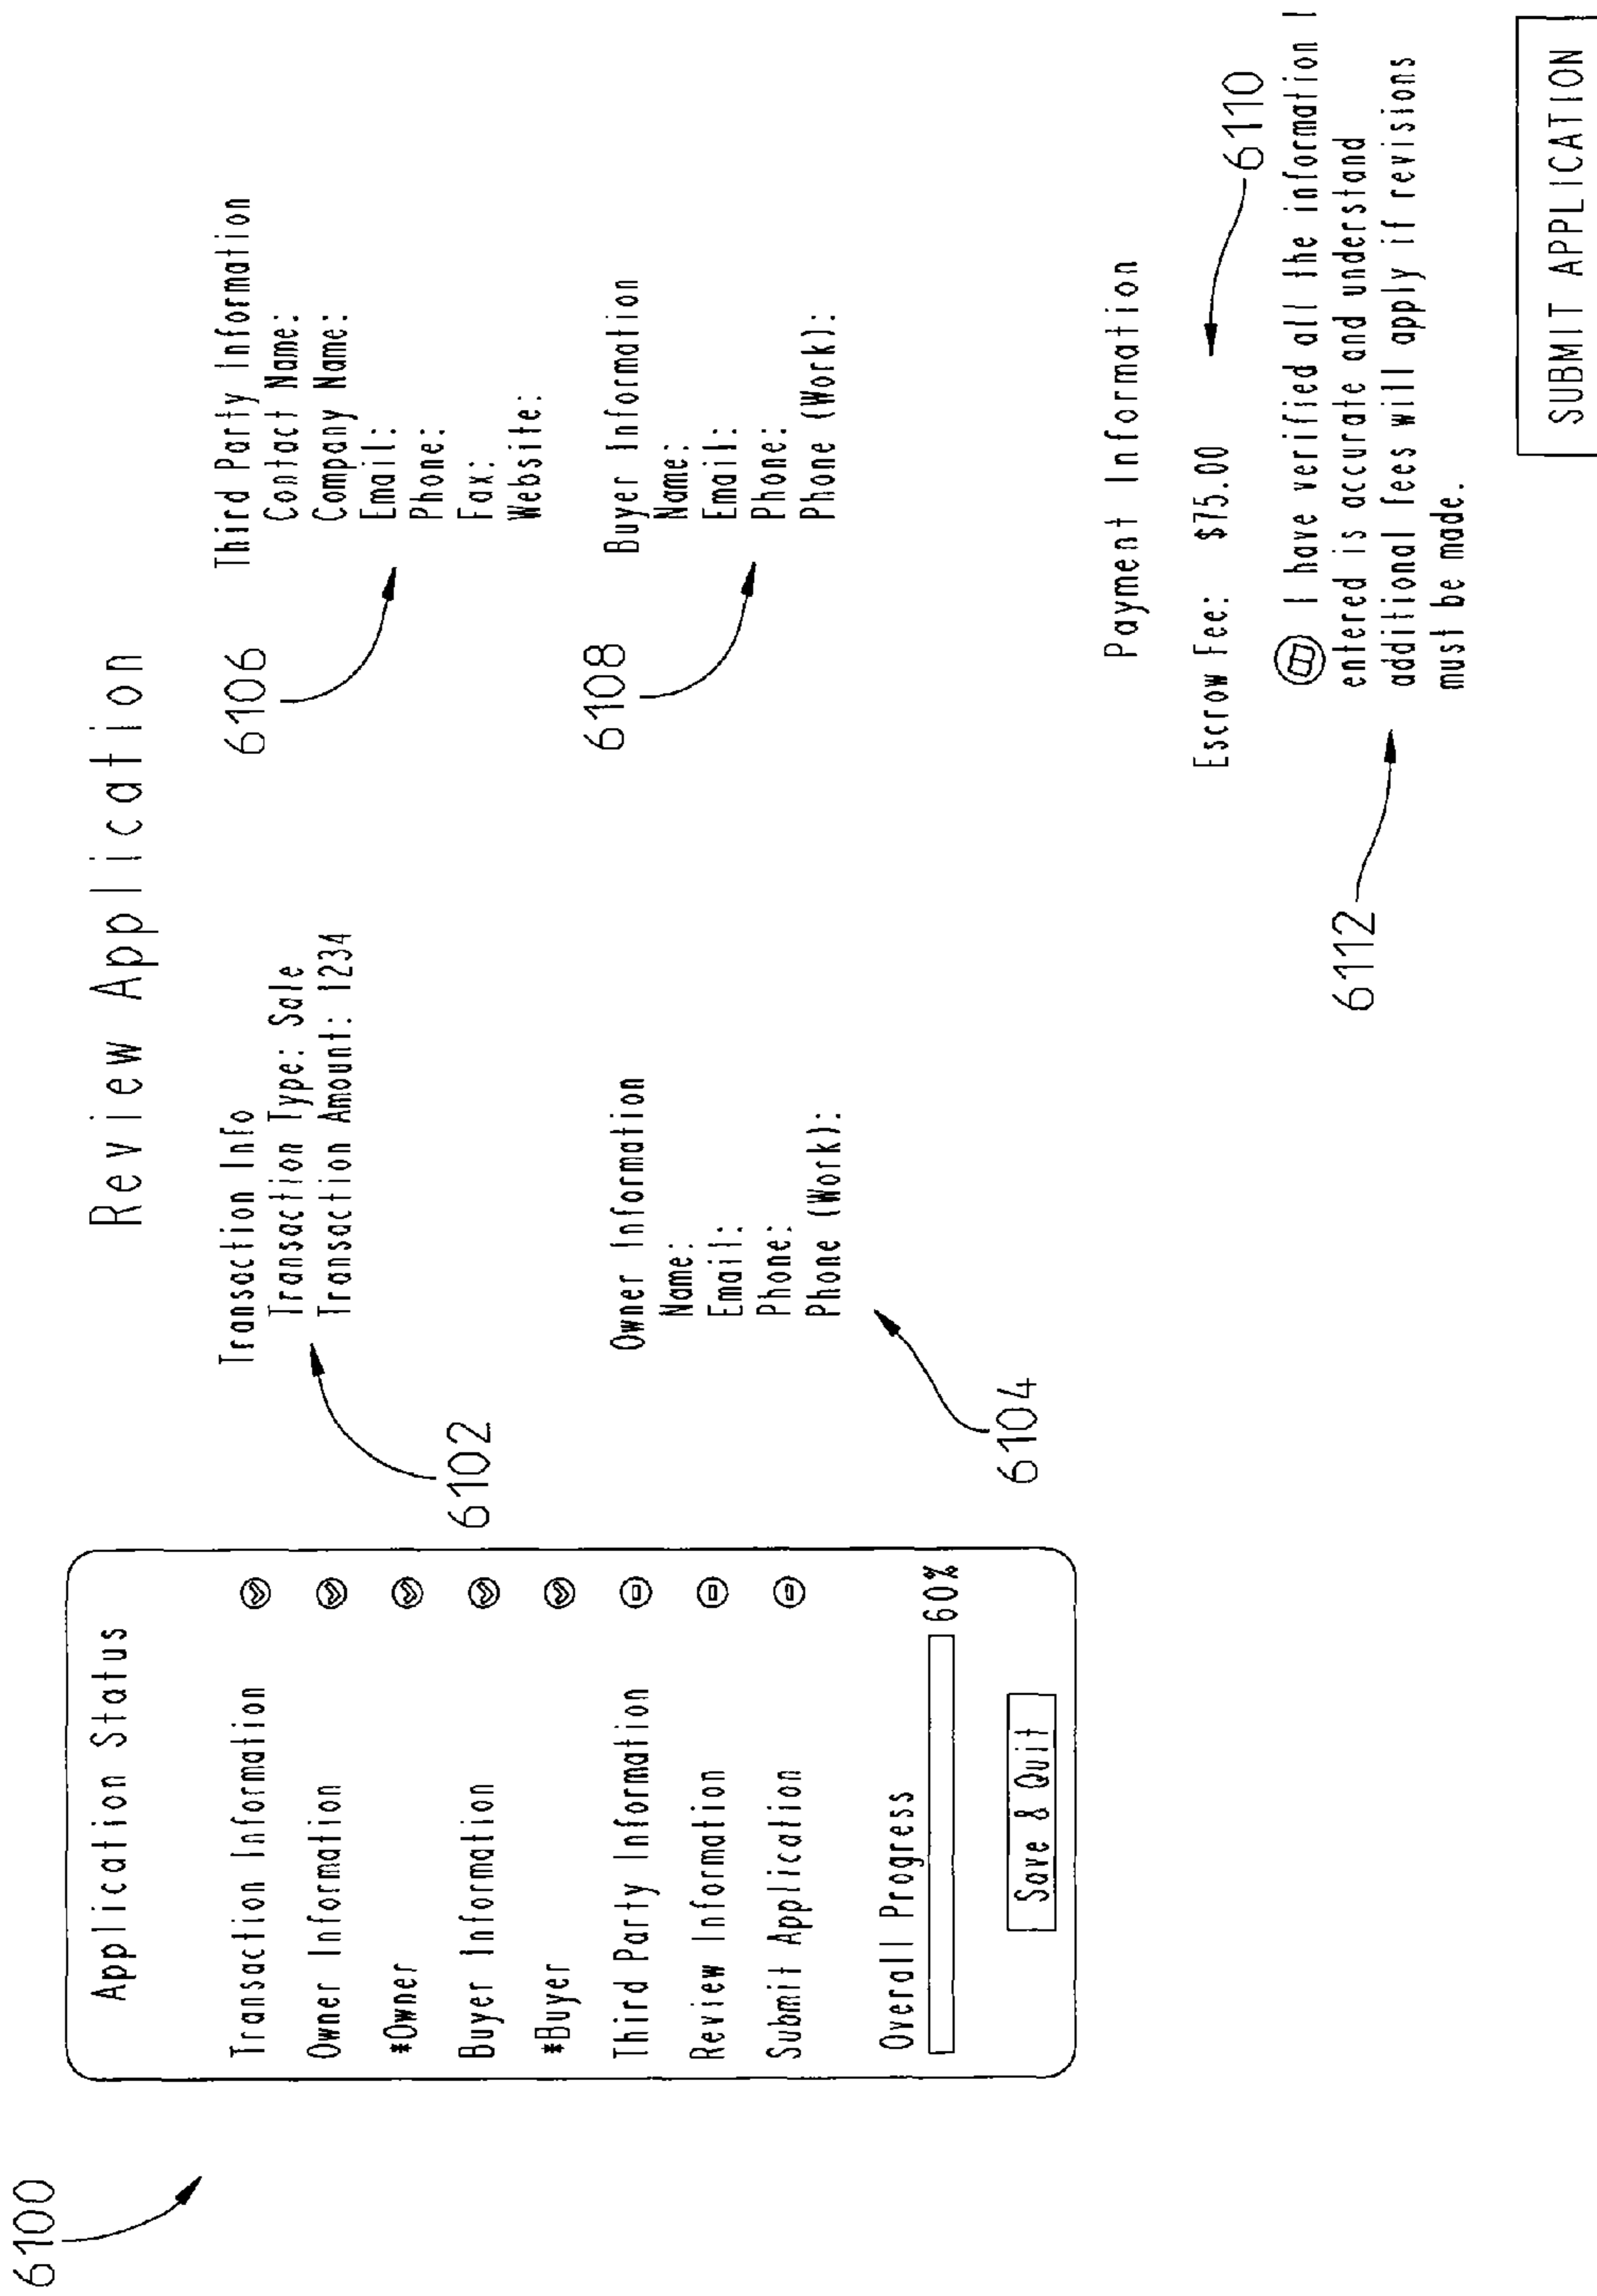 6100
Application Status
Transaction Information
Owner Information
*Owner
Buyer Information
*Buyer
Third Party Information
Review Information
Submit Application
Overall Progress
60%
Save & Quit
Review Application
Transaction Info
Transaction Type: Sale
Transaction Amount: 1234
6102
Owner Information
Name:
Email:
Phone:
Phone (Work):
6104
6106
Third Party Information
Contact Name:
Company Name:
Email:
Phone:
Fax:
Website:
6108
Buyer Information
Name:
Email:
Phone:
Phone (Work):
Payment Information
Escrow Fee: $75.00
6110
I have verified all the information I
entered is accurate and understand
additional fees will apply if revisions
must be made.
6112
SUBMIT APPLICATION